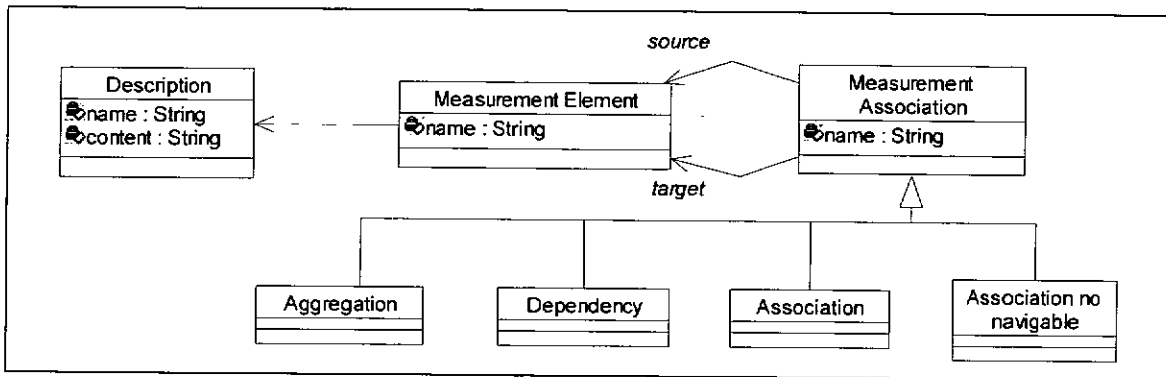 source
Description
name : String
content : String
Measurement Element
name : String
Measurement
Association
name : String
target
Aggregation
Dependency
Association
Association no
navigable